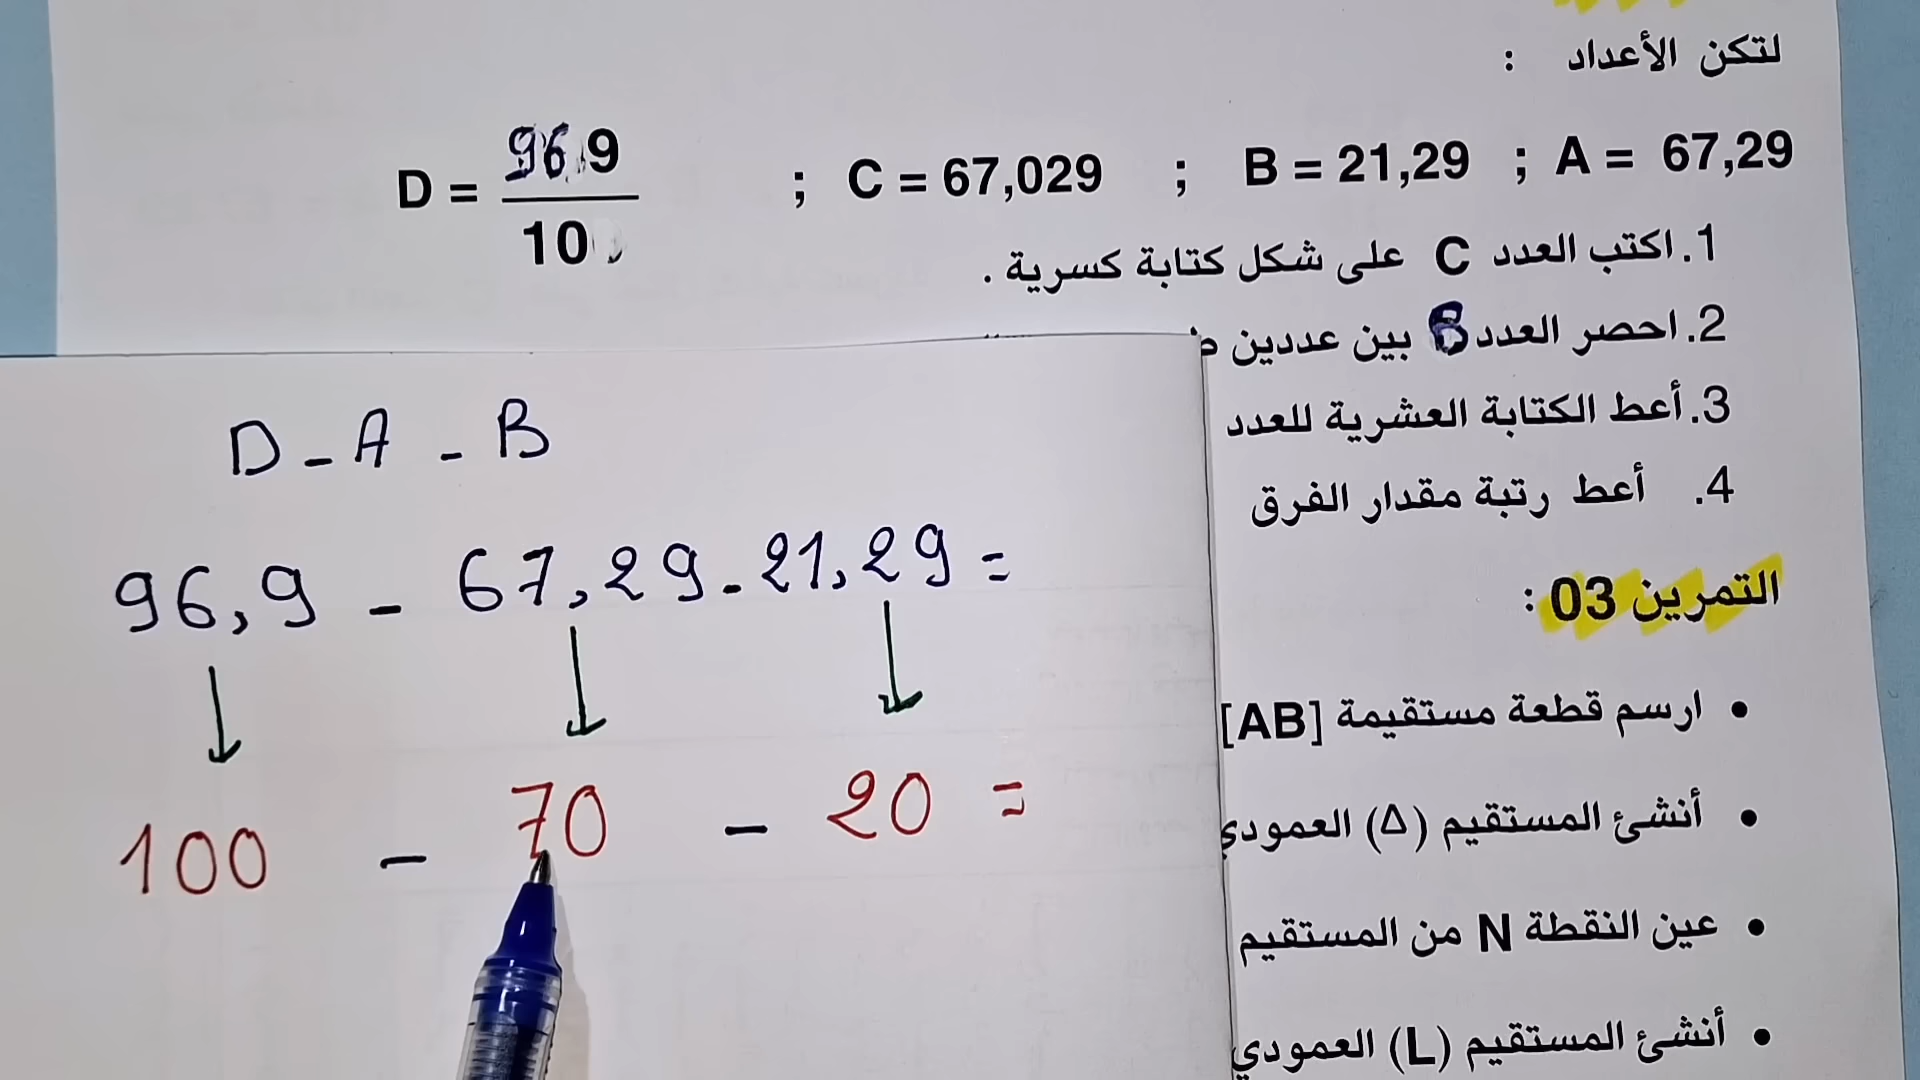 لتكن الأعداد :
A = 67,29 ; B = 21,29 ; C = 67,029 ; D = 969/10
1. اكتب العدد C على شكل كتابة كسرية .
2. احصر العدد B بين عددين
3. أعط الكتابة العشرية للعدد
4. أعط رتبة مقدار الفرق
D - A - B
96,9 - 67,29 - 21,29 =
100 - 70 - 20 =
التمرين 03 :
• ارسم قطعة مستقيمة [AB]
• أنشئ المستقيم (Δ) العمودي
• عين النقطة N من المستقيم
• أنشئ المستقيم (L) العمودي